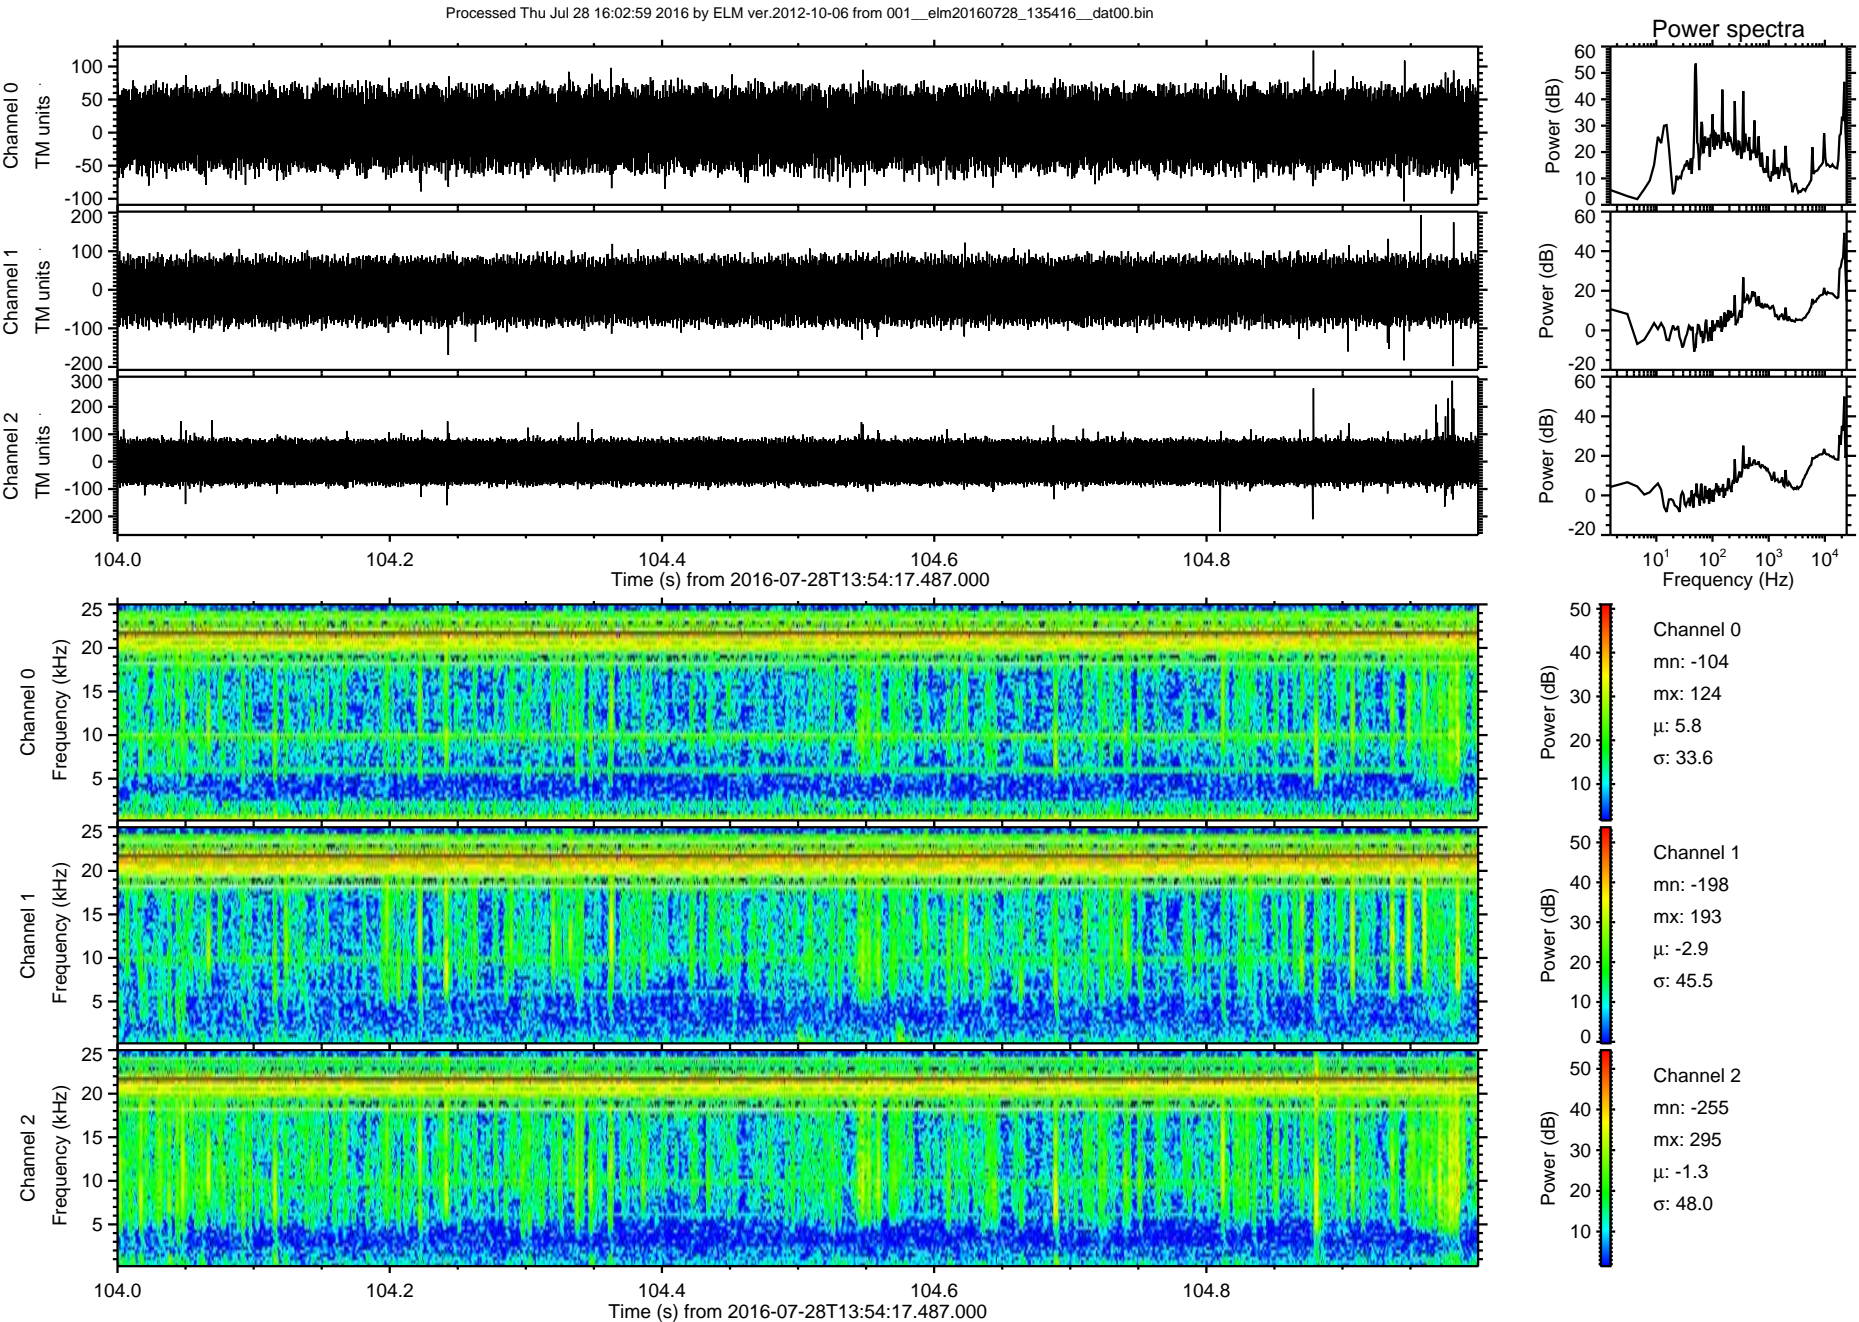 Processed Thu Jul 28 16:02:59 2016 by ELM ver.2012-10-06 from 001__elm20160728_135416__dat00.bin
Power spectra
Channel 0
TM units
100
50
0
-50
-100
Power (dB)
60
50
40
30
20
10
0
Channel 1
TM units
200
100
0
-100
-200
Power (dB)
60
40
20
0
-20
Channel 2
TM units
300
200
100
0
-100
-200
Power (dB)
60
40
20
0
-20
104.0
104.2
104.4
104.6
104.8
Time (s) from 2016-07-28T13:54:17.487.000
10^1
10^2
10^3
10^4
Frequency (Hz)
Channel 0
Frequency (kHz)
25
20
15
10
5
Power (dB)
50
40
30
20
10
Channel 0
mn: -104
mx: 124
μ: 5.8
σ: 33.6
Channel 1
Frequency (kHz)
25
20
15
10
5
Power (dB)
50
40
30
20
10
0
Channel 1
mn: -198
mx: 193
μ: -2.9
σ: 45.5
Channel 2
Frequency (kHz)
25
20
15
10
5
Power (dB)
50
40
30
20
10
Channel 2
mn: -255
mx: 295
μ: -1.3
σ: 48.0
104.0
104.2
104.4
104.6
104.8
Time (s) from 2016-07-28T13:54:17.487.000